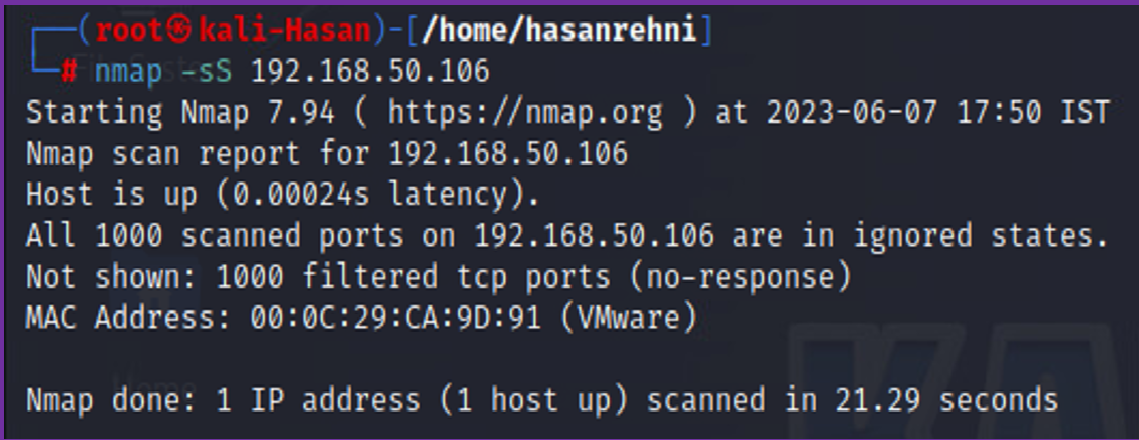 (root㉿kali-Hasan)-[/home/hasanrehni]
# nmap -sS 192.168.50.106
Starting Nmap 7.94 ( https://nmap.org ) at 2023-06-07 17:50 IST
Nmap scan report for 192.168.50.106
Host is up (0.00024s latency).
All 1000 scanned ports on 192.168.50.106 are in ignored states.
Not shown: 1000 filtered tcp ports (no-response)
MAC Address: 00:0C:29:CA:9D:91 (VMware)
Home
Nmap done: 1 IP address (1 host up) scanned in 21.29 seconds